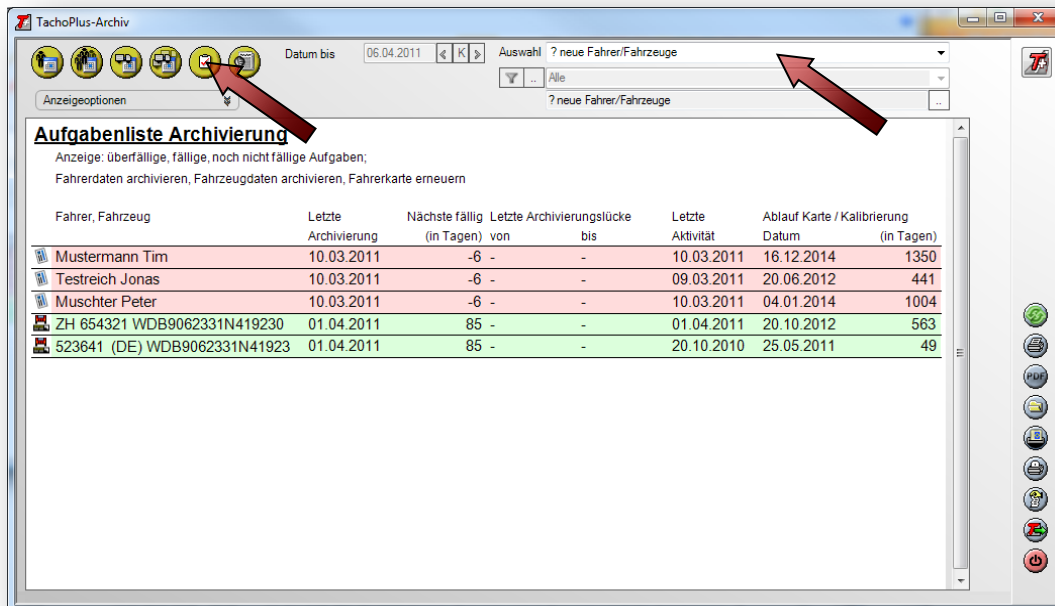 TachoPlus-Archiv
Datum bis 06.04.2011 K Auswahl ? neue Fahrer/Fahrzeuge
.. Alle
Anzeigeoptionen ? neue Fahrer/Fahrzeuge ..
Aufgabenliste Archivierung
Anzeige: überfällige, fällige, noch nicht fällige Aufgaben;
Fahrerdaten archivieren, Fahrzeugdaten archivieren, Fahrerkarte erneuern
Fahrer, Fahrzeug Letzte Nächste fällig Letzte Archivierungslücke Letzte Ablauf Karte / Kalibrierung
Archivierung (in Tagen) von bis Aktivität Datum (in Tagen)
Mustermann Tim 10.03.2011 -6 - - 10.03.2011 16.12.2014 1350
Testreich Jonas 10.03.2011 -6 - - 09.03.2011 20.06.2012 441
Muschter Peter 10.03.2011 -6 - - 10.03.2011 04.01.2014 1004
ZH 654321 WDB9062331N419230 01.04.2011 85 - - 01.04.2011 20.10.2012 563
523641 (DE) WDB9062331N41923 01.04.2011 85 - - 20.10.2010 25.05.2011 49
PDF